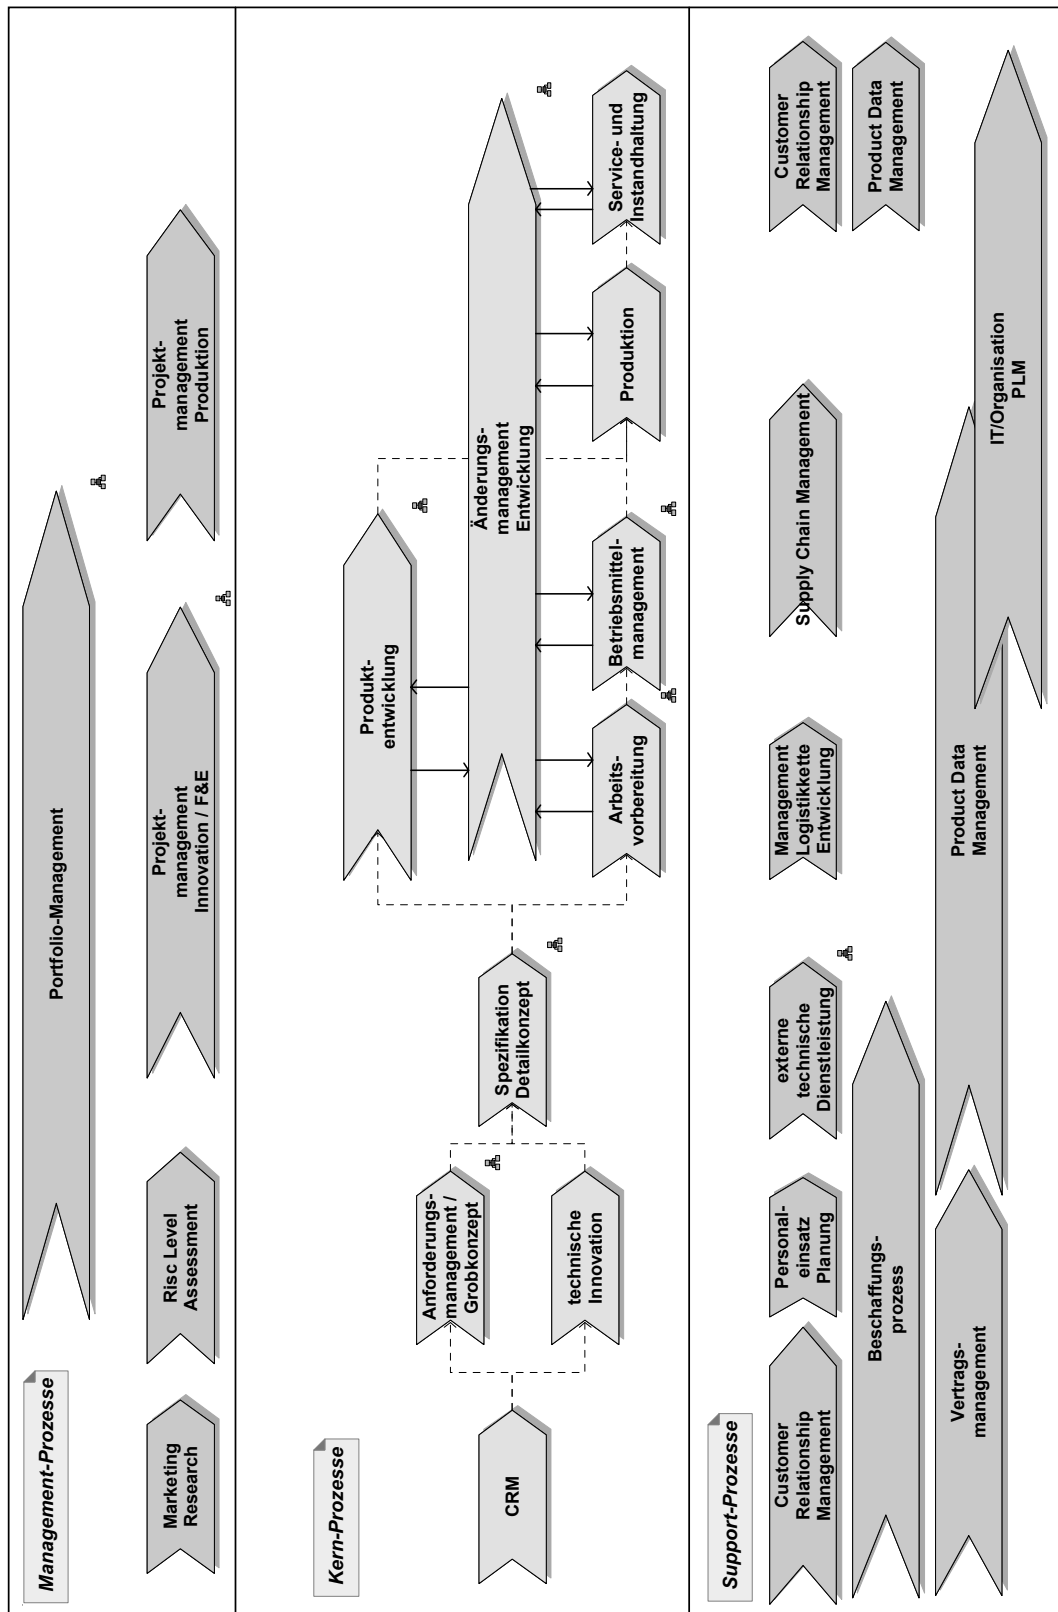 Management-Prozesse
Portfolio-Management
Marketing
Research
Risc Level
Assessment
Projekt-
management
Innovation / F&E
Projekt-
management
Produktion
Kern-Prozesse
CRM
Anforderungs-
management /
Grobkonzept
technische
Innovation
Spezifikation
Detailkonzept
Produkt-
entwicklung
Änderungs-
management
Entwicklung
Arbeits-
vorbereitung
Betriebsmittel-
management
Produktion
Service- und
Instandhaltung
Support-Prozesse
Customer
Relationship
Management
Personal-
einsatz
Planung
externe
technische
Dienstleistung
Management
Logistikkette
Entwicklung
Supply Chain Management
Customer
Relationship
Management
Beschaffungs-
prozess
Product Data
Management
Vertrags-
management
Product Data
Management
IT/Organisation
PLM